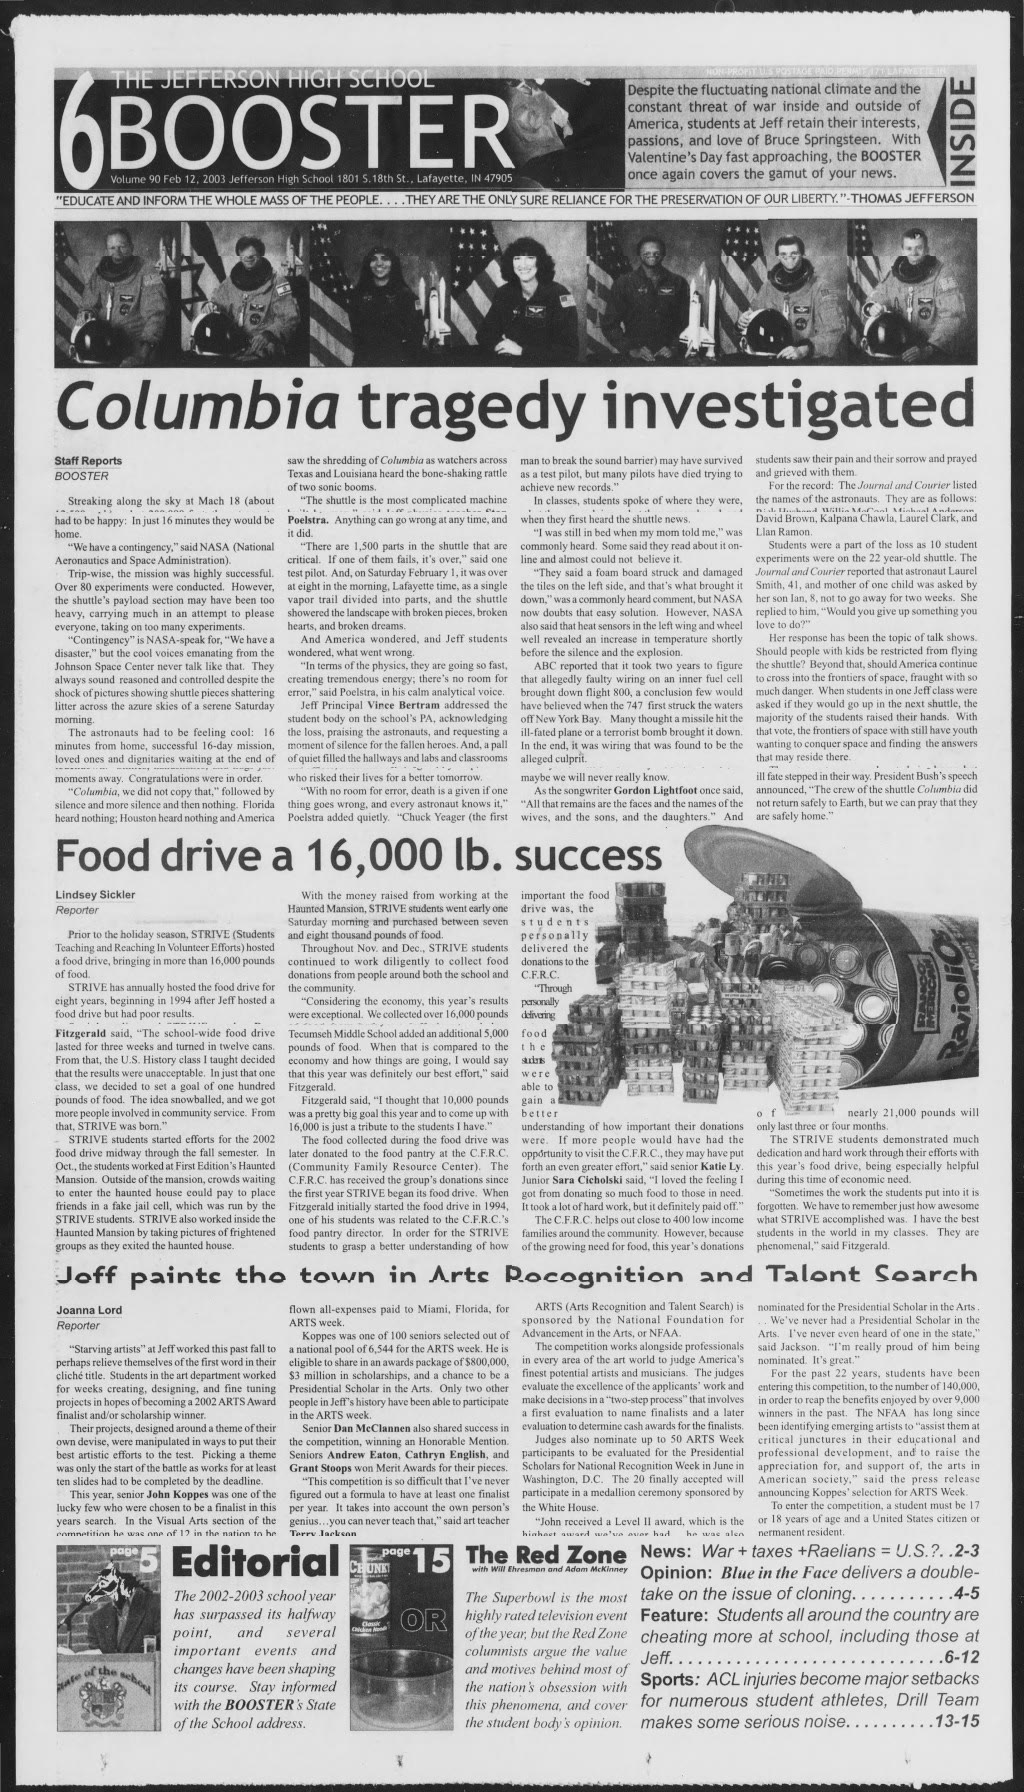 NON-PROFIT U.S POSTAGE PAID PERMIT 179 LAFAYETTE, IN
THE JEFFERSON HIGH SCHOOL
6BOOSTER
Volume 90 Feb 12, 2003 Jefferson High School 1801 S.18th St., Lafayette, IN 47905
Despite the fluctuating national climate and the
constant threat of war inside and outside of
America, students at Jeff retain their interests,
passions, and love of Bruce Springsteen. With
Valentine's Day fast approaching, the BOOSTER
once again covers the gamut of your news.
INSIDE
"EDUCATE AND INFORM THE WHOLE MASS OF THE PEOPLE. . . .THEY ARE THE ONLY SURE RELIANCE FOR THE PRESERVATION OF OUR LIBERTY."-THOMAS JEFFERSON
Columbia tragedy investigated
Staff Reports
BOOSTER
Streaking along the sky at Mach 18 (about
had to be happy: In just 16 minutes they would be
home.
"We have a contingency," said NASA (National
Aeronautics and Space Administration).
Trip-wise, the mission was highly successful.
Over 80 experiments were conducted. However,
the shuttle's payload section may have been too
heavy, carrying much in an attempt to please
everyone, taking on too many experiments.
"Contingency" is NASA-speak for, "We have a
disaster," but the cool voices emanating from the
Johnson Space Center never talk like that. They
always sound reasoned and controlled despite the
shock of pictures showing shuttle pieces shattering
litter across the azure skies of a serene Saturday
morning.
The astronauts had to be feeling cool: 16
minutes from home, successful 16-day mission,
loved ones and dignitaries waiting at the end of
moments away. Congratulations were in order.
"Columbia, we did not copy that," followed by
silence and more silence and then nothing. Florida
heard nothing; Houston heard nothing and America
saw the shredding of Columbia as watchers across
Texas and Louisiana heard the bone-shaking rattle
of two sonic booms.
"The shuttle is the most complicated machine
Poelstra. Anything can go wrong at any time, and
it did.
"There are 1,500 parts in the shuttle that are
critical. If one of them fails, it's over," said one
test pilot. And, on Saturday February 1, it was over
at eight in the morning, Lafayette time, as a single
vapor trail divided into parts, and the shuttle
showered the landscape with broken pieces, broken
hearts, and broken dreams.
And America wondered, and Jeff students
wondered, what went wrong.
"In terms of the physics, they are going so fast,
creating tremendous energy; there's no room for
error," said Poelstra, in his calm analytical voice.
Jeff Principal Vince Bertram addressed the
student body on the school's PA, acknowledging
the loss, praising the astronauts, and requesting a
moment of silence for the fallen heroes. And, a pall
of quiet filled the hallways and labs and classrooms
who risked their lives for a better tomorrow.
"With no room for error, death is a given if one
thing goes wrong, and every astronaut knows it,"
Poelstra added quietly. "Chuck Yeager (the first
man to break the sound barrier) may have survived
as a test pilot, but many pilots have died trying to
achieve new records."
In classes, students spoke of where they were,
when they first heard the shuttle news.
"I was still in bed when my mom told me," was
commonly heard. Some said they read about it on-
line and almost could not believe it.
"They said a foam board struck and damaged
the tiles on the left side, and that's what brought it
down," was a commonly heard comment, but NASA
now doubts that easy solution. However, NASA
also said that heat sensors in the left wing and wheel
well revealed an increase in temperature shortly
before the silence and the explosion.
ABC reported that it took two years to figure
that allegedly faulty wiring on an inner fuel cell
brought down flight 800, a conclusion few would
have believed when the 747 first struck the waters
off New York Bay. Many thought a missile hit the
ill-fated plane or a terrorist bomb brought it down.
In the end, it was wiring that was found to be the
alleged culprit.
maybe we will never really know.
As the songwriter Gordon Lightfoot once said,
"All that remains are the faces and the names of the
wives, and the sons, and the daughters." And
students saw their pain and their sorrow and prayed
and grieved with them.
For the record: The Journal and Courier listed
the names of the astronauts. They are as follows:
David Brown, Kalpana Chawla, Laurel Clark, and
Llan Ramon.
Students were a part of the loss as 10 student
experiments were on the 22 year-old shuttle. The
Journal and Courier reported that astronaut Laurel
Smith, 41, and mother of one child was asked by
her son Ian, 8, not to go away for two weeks. She
replied to him, "Would you give up something you
love to do?"
Her response has been the topic of talk shows.
Should people with kids be restricted from flying
the shuttle? Beyond that, should America continue
to cross into the frontiers of space, fraught with so
much danger. When students in one Jeff class were
asked if they would go up in the next shuttle, the
majority of the students raised their hands. With
that vote, the frontiers of space with still have youth
wanting to conquer space and finding the answers
that may reside there.
ill fate stepped in their way. President Bush's speech
announced, "The crew of the shuttle Columbia did
not return safely to Earth, but we can pray that they
are safely home."
Food drive a 16,000 lb. success
Lindsey Sickler
Reporter
Prior to the holiday season, STRIVE (Students
Teaching and Reaching In Volunteer Efforts) hosted
a food drive, bringing in more than 16,000 pounds
of food.
STRIVE has annually hosted the food drive for
eight years, beginning in 1994 after Jeff hosted a
food drive but had poor results.
Fitzgerald said, "The school-wide food drive
lasted for three weeks and turned in twelve cans.
From that, the U.S. History class I taught decided
that the results were unacceptable. In just that one
class, we decided to set a goal of one hundred
pounds of food. The idea snowballed, and we got
more people involved in community service. From
that, STRIVE was born."
STRIVE students started efforts for the 2002
food drive midway through the fall semester. In
Oct., the students worked at First Edition's Haunted
Mansion. Outside of the mansion, crowds waiting
to enter the haunted house could pay to place
friends in a fake jail cell, which was run by the
STRIVE students. STRIVE also worked inside the
Haunted Mansion by taking pictures of frightened
groups as they exited the haunted house.
With the money raised from working at the
Haunted Mansion, STRIVE students went early one
Saturday morning and purchased between seven
and eight thousand pounds of food.
Throughout Nov. and Dec., STRIVE students
continued to work diligently to collect food
donations from people around both the school and
the community.
"Considering the economy, this year's results
were exceptional. We collected over 16,000 pounds
Tecumseh Middle School added an additional 5,000
pounds of food. When that is compared to the
economy and how things are going, I would say
that this year was definitely our best effort," said
Fitzgerald.
Fitzgerald said, "I thought that 10,000 pounds
was a pretty big goal this year and to come up with
16,000 is just a tribute to the students I have."
The food collected during the food drive was
later donated to the food pantry at the C.F.R.C.
(Community Family Resource Center). The
C.F.R.C. has received the group's donations since
the first year STRIVE began its food drive. When
Fitzgerald initially started the food drive in 1994,
one of his students was related to the C.F.R.C.'s
food pantry director. In order for the STRIVE
students to grasp a better understanding of how
important the food
drive was, the
students
personally
delivered the
donations to the
C.F.R.C.
"Through
personally
delivering
food
the
students
were
able to
gain a
better
understanding of how important their donations
were. If more people would have had the
opportunity to visit the C.F.R.C., they may have put
forth an even greater effort," said senior Katie Ly.
Junior Sara Cicholski said, "I loved the feeling I
got from donating so much food to those in need.
It took a lot of hard work, but it definitely paid off."
The C.F.R.C. helps out close to 400 low income
families around the community. However, because
of the growing need for food, this year's donations
RavioliO
of nearly 21,000 pounds will
only last three or four months.
The STRIVE students demonstrated much
dedication and hard work through their efforts with
this year's food drive, being especially helpful
during this time of economic need.
"Sometimes the work the students put into it is
forgotten. We have to remember just how awesome
what STRIVE accomplished was. I have the best
students in the world in my classes. They are
phenomenal," said Fitzgerald.
Jeff paints the town in Arts Recognition and Talent Search
Joanna Lord
Reporter
"Starving artists" at Jeff worked this past fall to
perhaps relieve themselves of the first word in their
cliché title. Students in the art department worked
for weeks creating, designing, and fine tuning
projects in hopes of becoming a 2002 ARTS Award
finalist and/or scholarship winner.
Their projects, designed around a theme of their
own devise, were manipulated in ways to put their
best artistic efforts to the test. Picking a theme
was only the start of the battle as works for at least
ten slides had to be completed by the deadline.
This year, senior John Koppes was one of the
lucky few who were chosen to be a finalist in this
years search. In the Visual Arts section of the
competition he was one of 12 in the nation to be
flown all-expenses paid to Miami, Florida, for
ARTS week.
Koppes was one of 100 seniors selected out of
a national pool of 6,544 for the ARTS week. He is
eligible to share in an awards package of $800,000,
$3 million in scholarships, and a chance to be a
Presidential Scholar in the Arts. Only two other
people in Jeff's history have been able to participate
in the ARTS week.
Senior Dan McClannen also shared success in
the competition, winning an Honorable Mention.
Seniors Andrew Eaton, Cathryn English, and
Grant Stoops won Merit Awards for their pieces.
"This competition is so difficult that I've never
figured out a formula to have at least one finalist
per year. It takes into account the own person's
genius...you can never teach that," said art teacher
Terry Jackson.
ARTS (Arts Recognition and Talent Search) is
sponsored by the National Foundation for
Advancement in the Arts, or NFAA.
The competition works alongside professionals
in every area of the art world to judge America's
finest potential artists and musicians. The judges
evaluate the excellence of the applicants' work and
make decisions in a "two-step process" that involves
a first evaluation to name finalists and a later
evaluation to determine cash awards for the finalists.
Judges also nominate up to 50 ARTS Week
participants to be evaluated for the Presidential
Scholars for National Recognition Week in June in
Washington, D.C. The 20 finally accepted will
participate in a medallion ceremony sponsored by
the White House.
"John received a Level II award, which is the
highest award we've ever had he was also
nominated for the Presidential Scholar in the Arts .
. . We've never had a Presidential Scholar in the
Arts. I've never even heard of one in the state,"
said Jackson. "I'm really proud of him being
nominated. It's great."
For the past 22 years, students have been
entering this competition, to the number of 140,000,
in order to reap the benefits enjoyed by over 9,000
winners in the past. The NFAA has long since
been identifying emerging artists to "assist them at
critical junctures in their educational and
professional development, and to raise the
appreciation for, and support of, the arts in
American society," said the press release
announcing Koppes' selection for ARTS Week.
To enter the competition, a student must be 17
or 18 years of age and a United States citizen or
permanent resident.
page 5
State of the school
Editorial
The 2002-2003 school year
has surpassed its halfway
point, and several
important events and
changes have been shaping
its course. Stay informed
with the BOOSTER's State
of the School address.
page 15
CHUNKY
Classic
Chicken Noodle
OR
The Red Zone
with Will Ehresman and Adam McKinney
The Superbowl is the most
highly rated television event
of the year, but the Red Zone
columnists argue the value
and motives behind most of
the nation's obsession with
this phenomena, and cover
the student body's opinion.
News: War + taxes +Raelians = U.S.?. .2-3
Opinion: Blue in the Face delivers a double-
take on the issue of cloning. . . . . . . . . . .4-5
Feature: Students all around the country are
cheating more at school, including those at
Jeff. . . . . . . . . . . . . . . . . . . . . . . . . . . .6-12
Sports: ACL injuries become major setbacks
for numerous student athletes, Drill Team
makes some serious noise. . . . . . . . . .13-15